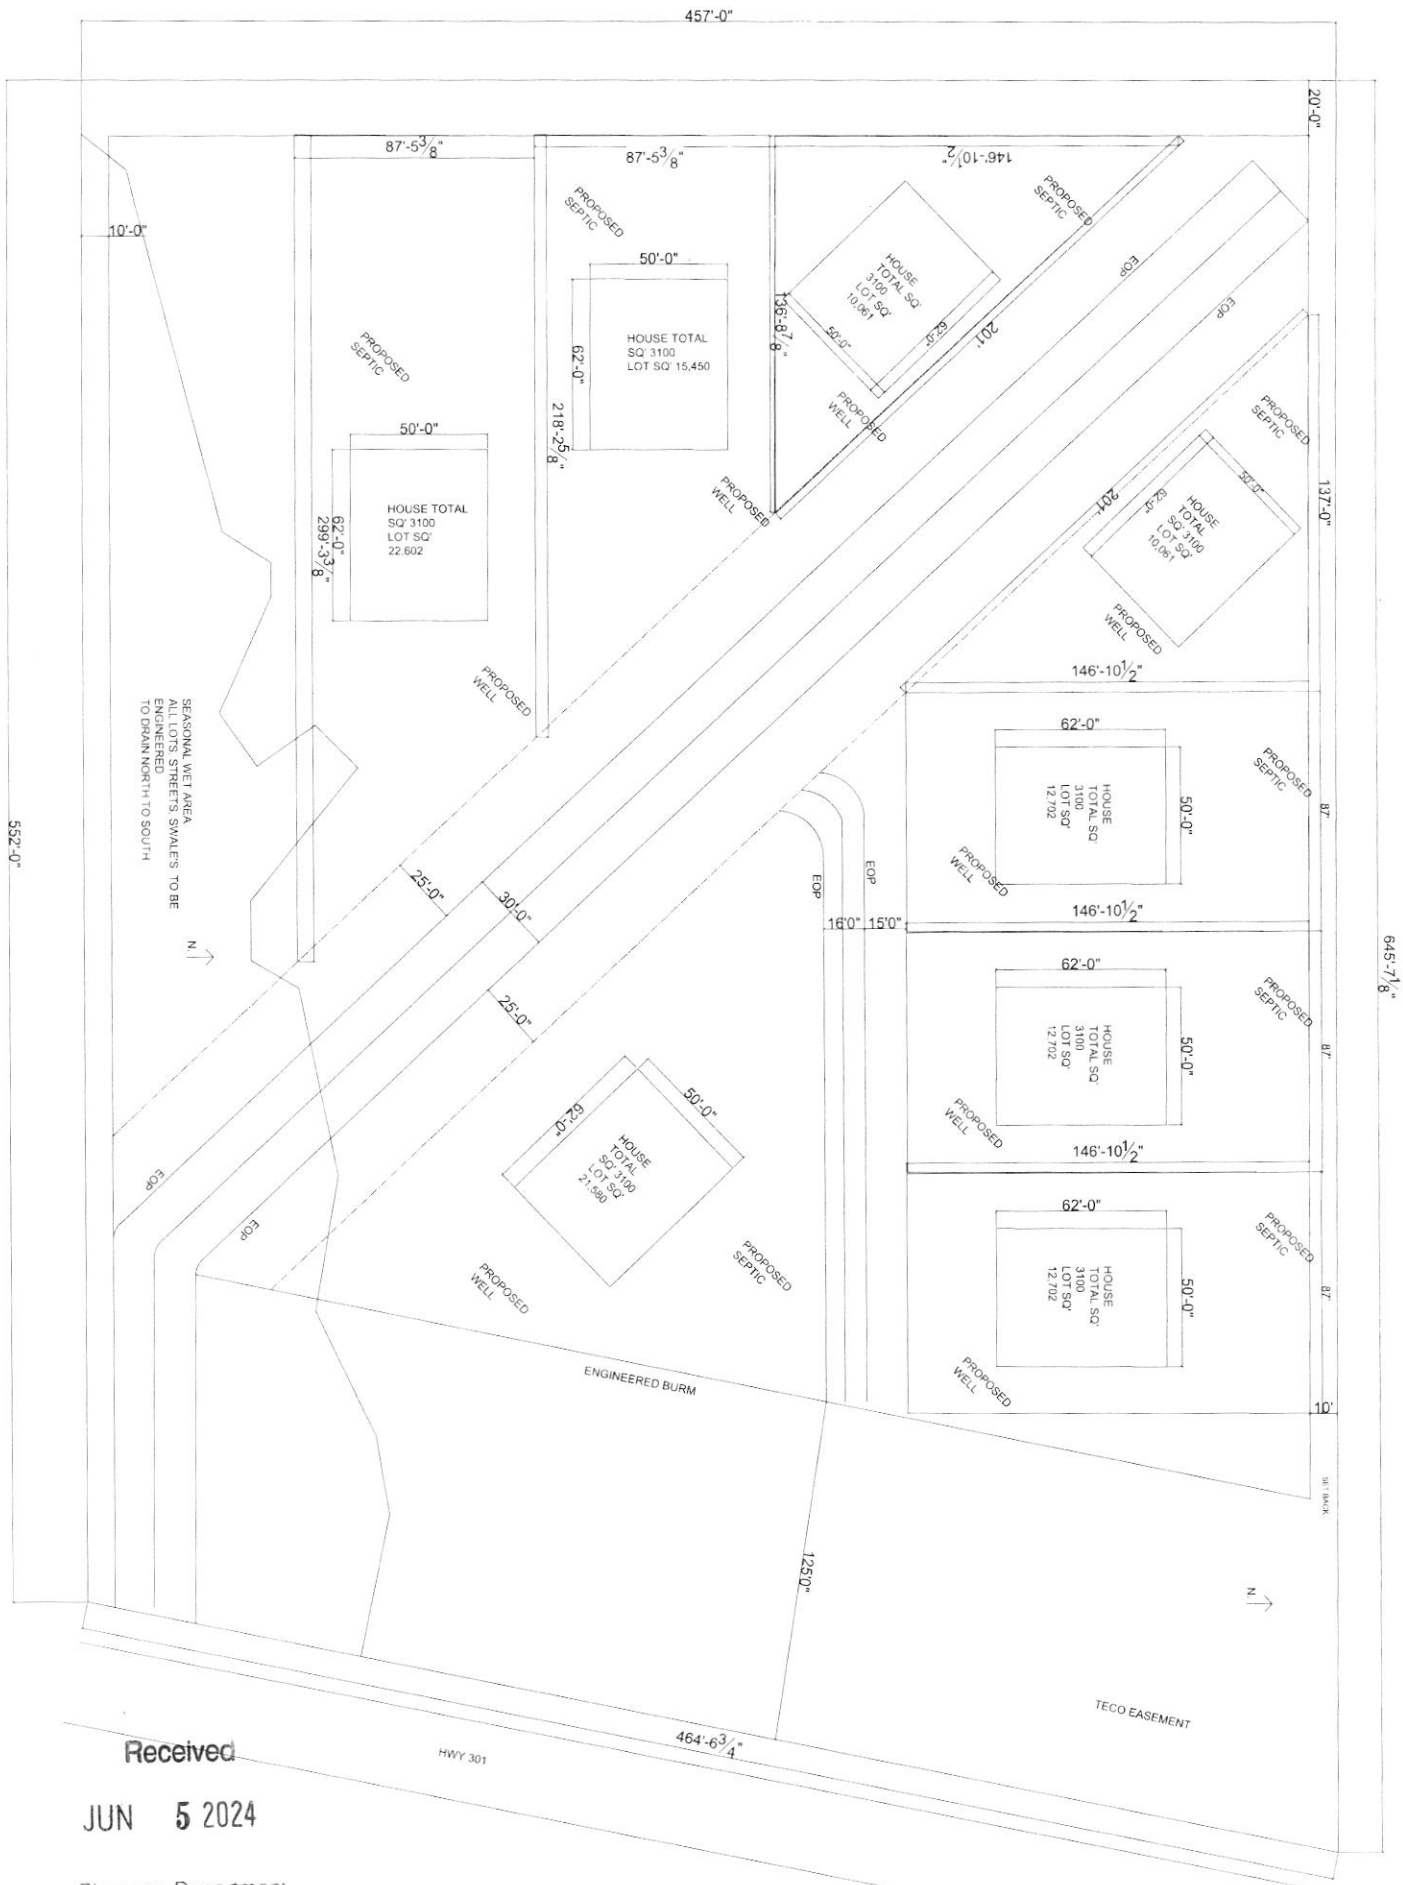 457'-0"
20'-0"
87'-5 3/8"
87'-5 3/8"
146'-10 1/2"
10'-0"
PROPOSED
SEPTIC
PROPOSED
SEPTIC
50'-0"
62'-0"
HOUSE TOTAL
SQ' 3100
LOT SQ' 15,450
136'-8 7/8"
HOUSE
TOTAL SQ'
3100
LOT SQ'
10,061
50'-0"
62'-0"
201'
EOP
EOP
PROPOSED
WELL
PROPOSED
SEPTIC
50'-0"
62'-0"
299'-3 3/8"
HOUSE TOTAL
SQ' 3100
LOT SQ'
22.602
218'-2 5/8"
PROPOSED
WELL
PROPOSED
WELL
PROPOSED
SEPTIC
137'-0"
201'
50'-0"
62'-0"
HOUSE
TOTAL
SQ' 3100
LOT SQ'
10,061
PROPOSED
WELL
146'-10 1/2"
62'-0"
50'-0"
HOUSE
TOTAL SQ'
3100
LOT SQ'
12.702
PROPOSED
SEPTIC
PROPOSED
WELL
87'
SEASONAL WET AREA
ALL LOTS, STREETS, SWALE'S TO BE
ENGINEERED
TO DRAIN NORTH TO SOUTH
N.
552'-0"
645'-7 1/8"
25'-0"
30'-0"
25'-0"
EOP
EOP
16'0"
15'0"
146'-10 1/2"
62'-0"
50'-0"
HOUSE
TOTAL SQ'
3100
LOT SQ'
12.702
PROPOSED
SEPTIC
PROPOSED
WELL
87'
62'-0"
50'-0"
HOUSE
TOTAL
SQ' 3100
LOT SQ'
21,580
PROPOSED
WELL
PROPOSED
SEPTIC
EOP
EOP
146'-10 1/2"
62'-0"
50'-0"
HOUSE
TOTAL SQ'
3100
LOT SQ'
12.702
PROPOSED
SEPTIC
PROPOSED
WELL
87'
10'
SET BACK
ENGINEERED BURM
125'0"
N.
TECO EASEMENT
464'-6 3/4"
HWY 301
Received
JUN 5 2024